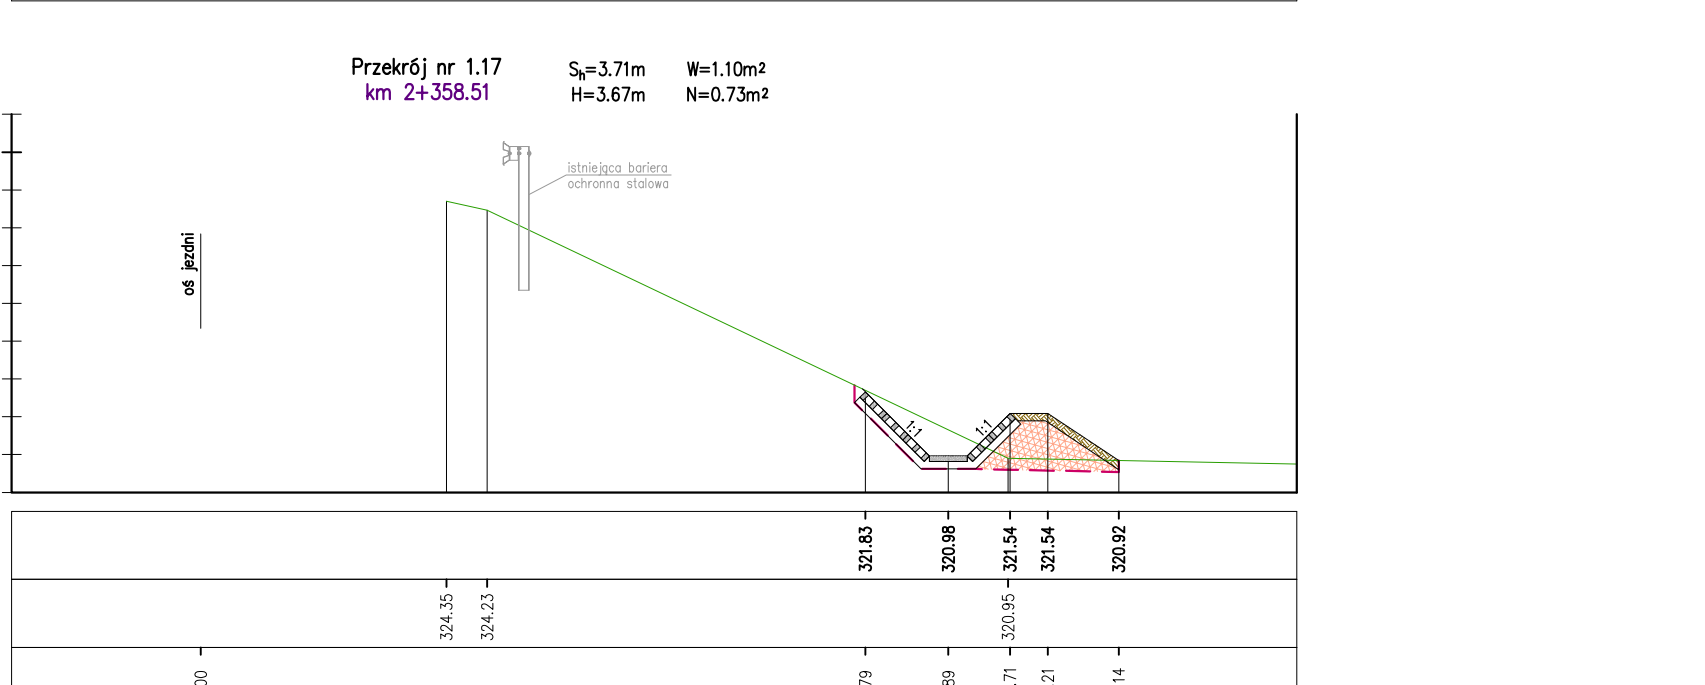 Przekrój nr 1.17
km 2+358.51
Sh=3.71m
H=3.67m
W=1.10m²
N=0.73m²
istniejąca bariera
ochronna stalowa
oś jezdni
1:1
1:1
321.83
320.98
321.54
321.54
320.92
324.35
324.23
320.95